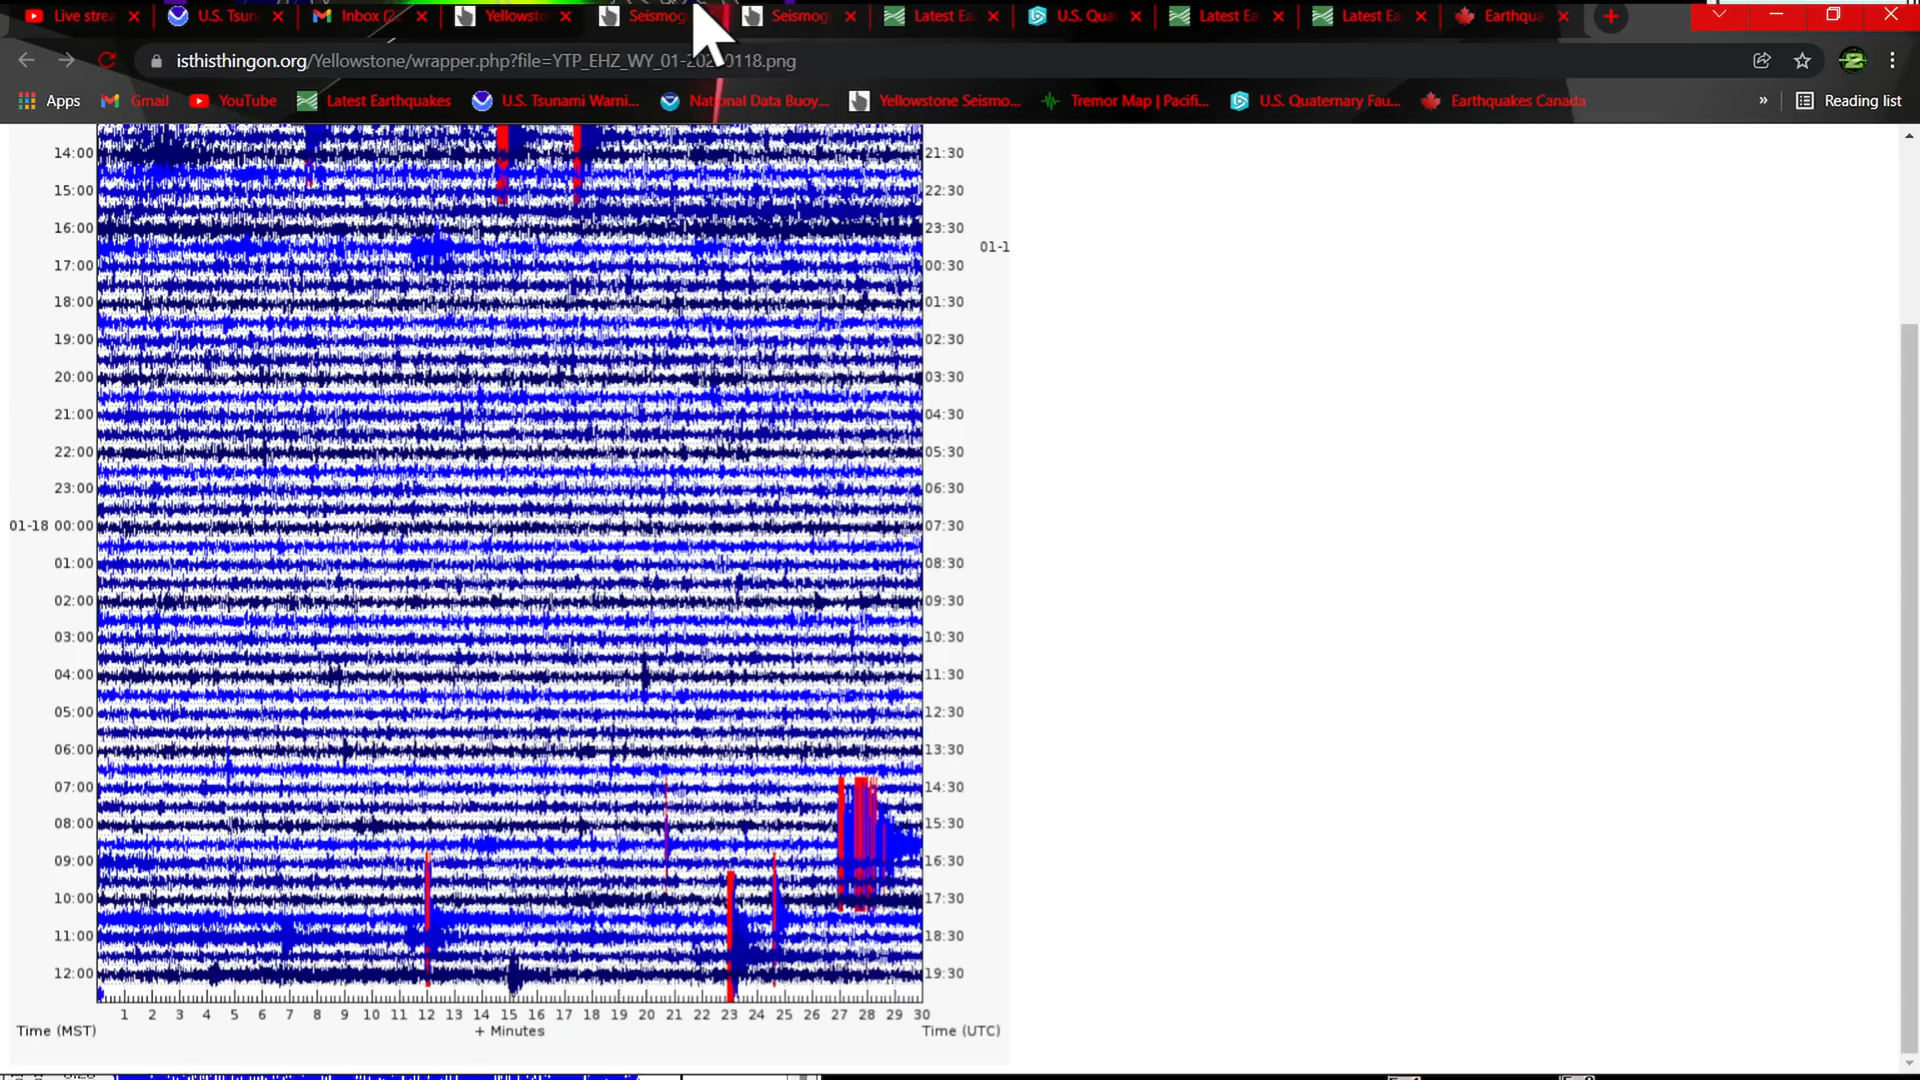 Live strea
U.S. Tsun
Inbox (2
Yellowsto
Seismog
Seismog
Latest Ea
U.S. Qua
Latest Ea
Latest Ea
Earthqua
isthisthingon.org/Yellowstone/wrapper.php?file=YTP_EHZ_WY_01-202 0118.png
Apps
Gmail
YouTube
Latest Earthquakes
U.S. Tsunami Warni...
National Data Buoy...
Yellowstone Seismo...
Tremor Map | Pacifi...
U.S. Quaternary Fau...
Earthquakes Canada
»
Reading list
14:00 21:30
15:00 22:30
16:00 23:30
01-1
17:00 00:30
18:00 01:30
19:00 02:30
20:00 03:30
21:00 04:30
22:00 05:30
23:00 06:30
01-18 00:00 07:30
01:00 08:30
02:00 09:30
03:00 10:30
04:00 11:30
05:00 12:30
06:00 13:30
07:00 14:30
08:00 15:30
09:00 16:30
10:00 17:30
11:00 18:30
12:00 19:30
1 2 3 4 5 6 7 8 9 10 11 12 13 14 15 16 17 18 19 20 21 22 23 24 25 26 27 28 29 30
Time (MST) + Minutes Time (UTC)